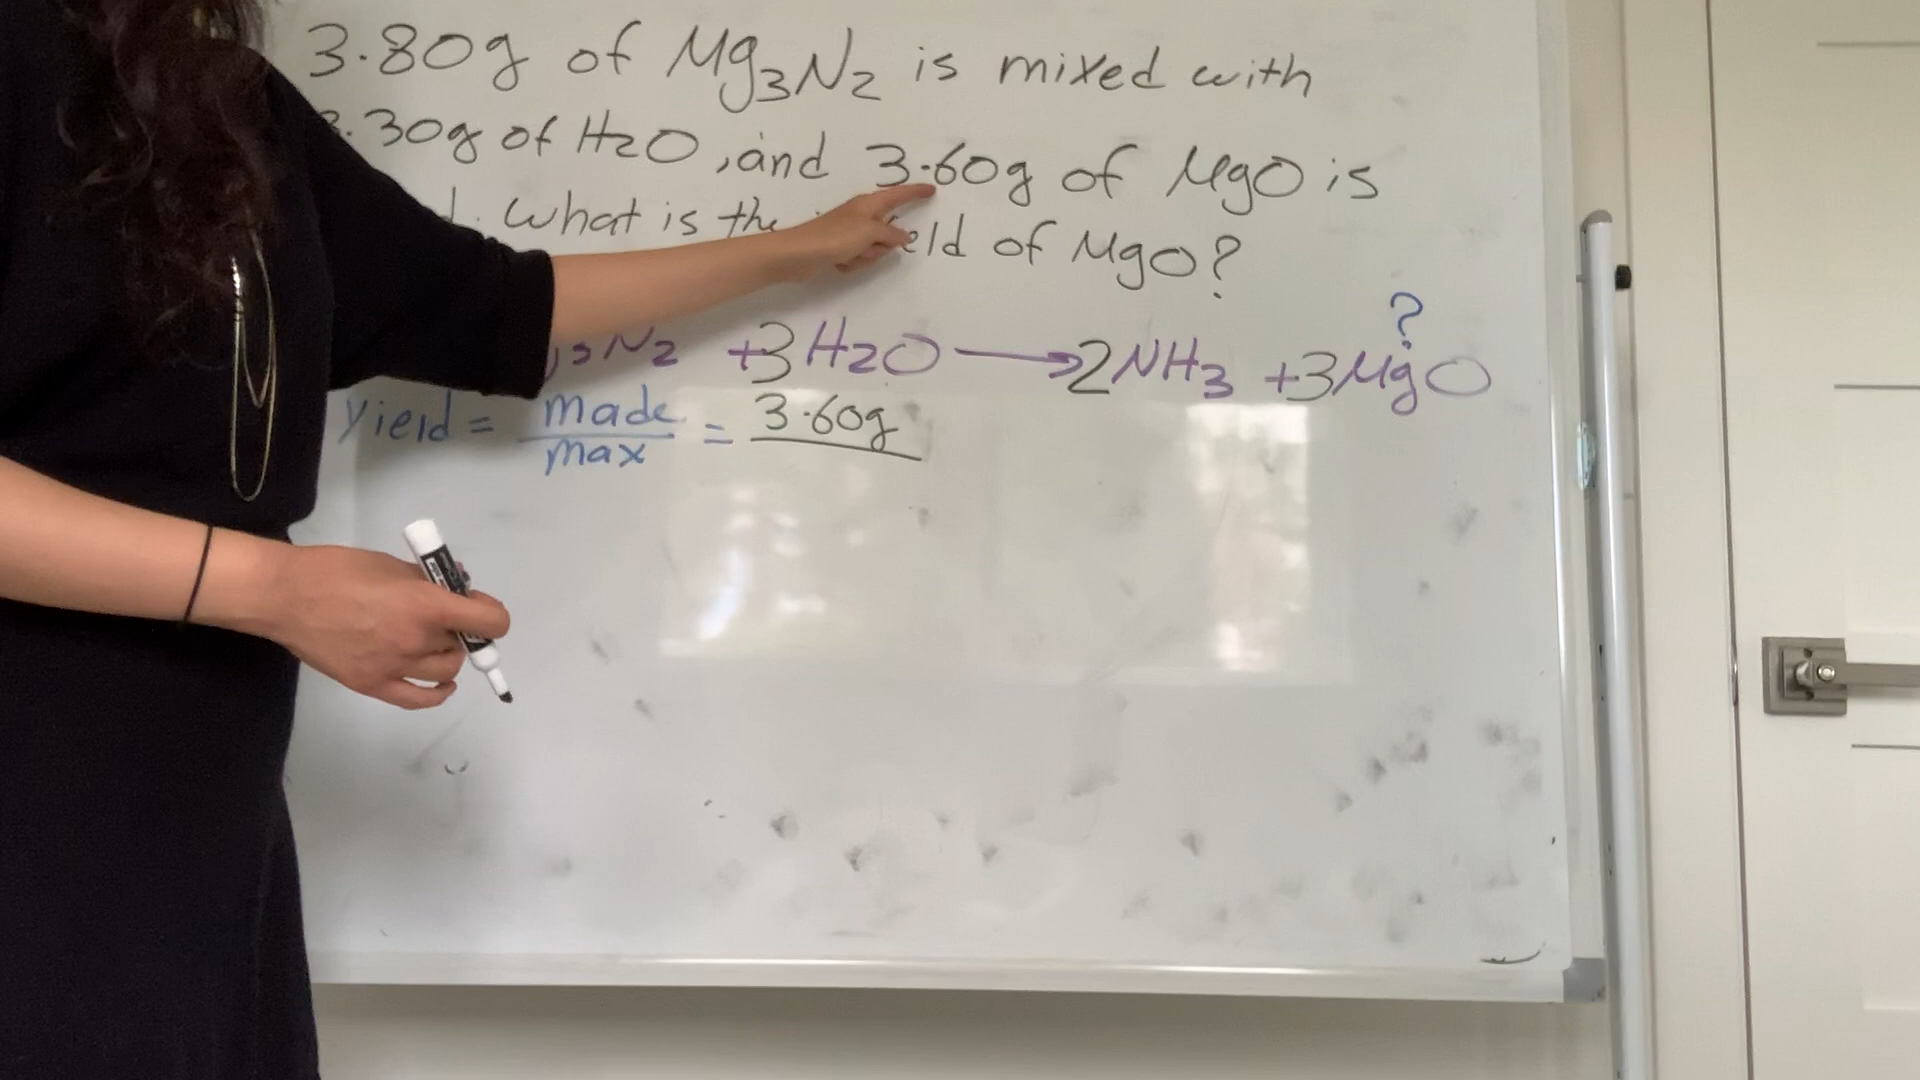 3.80g of Mg3N2 is mixed with
.30g of H2O, and 3.60g of MgO is
What is the eld of MgO?
?
3N2 +3H2O → 2NH3 +3MgO
Yield = made/max = 3.60g